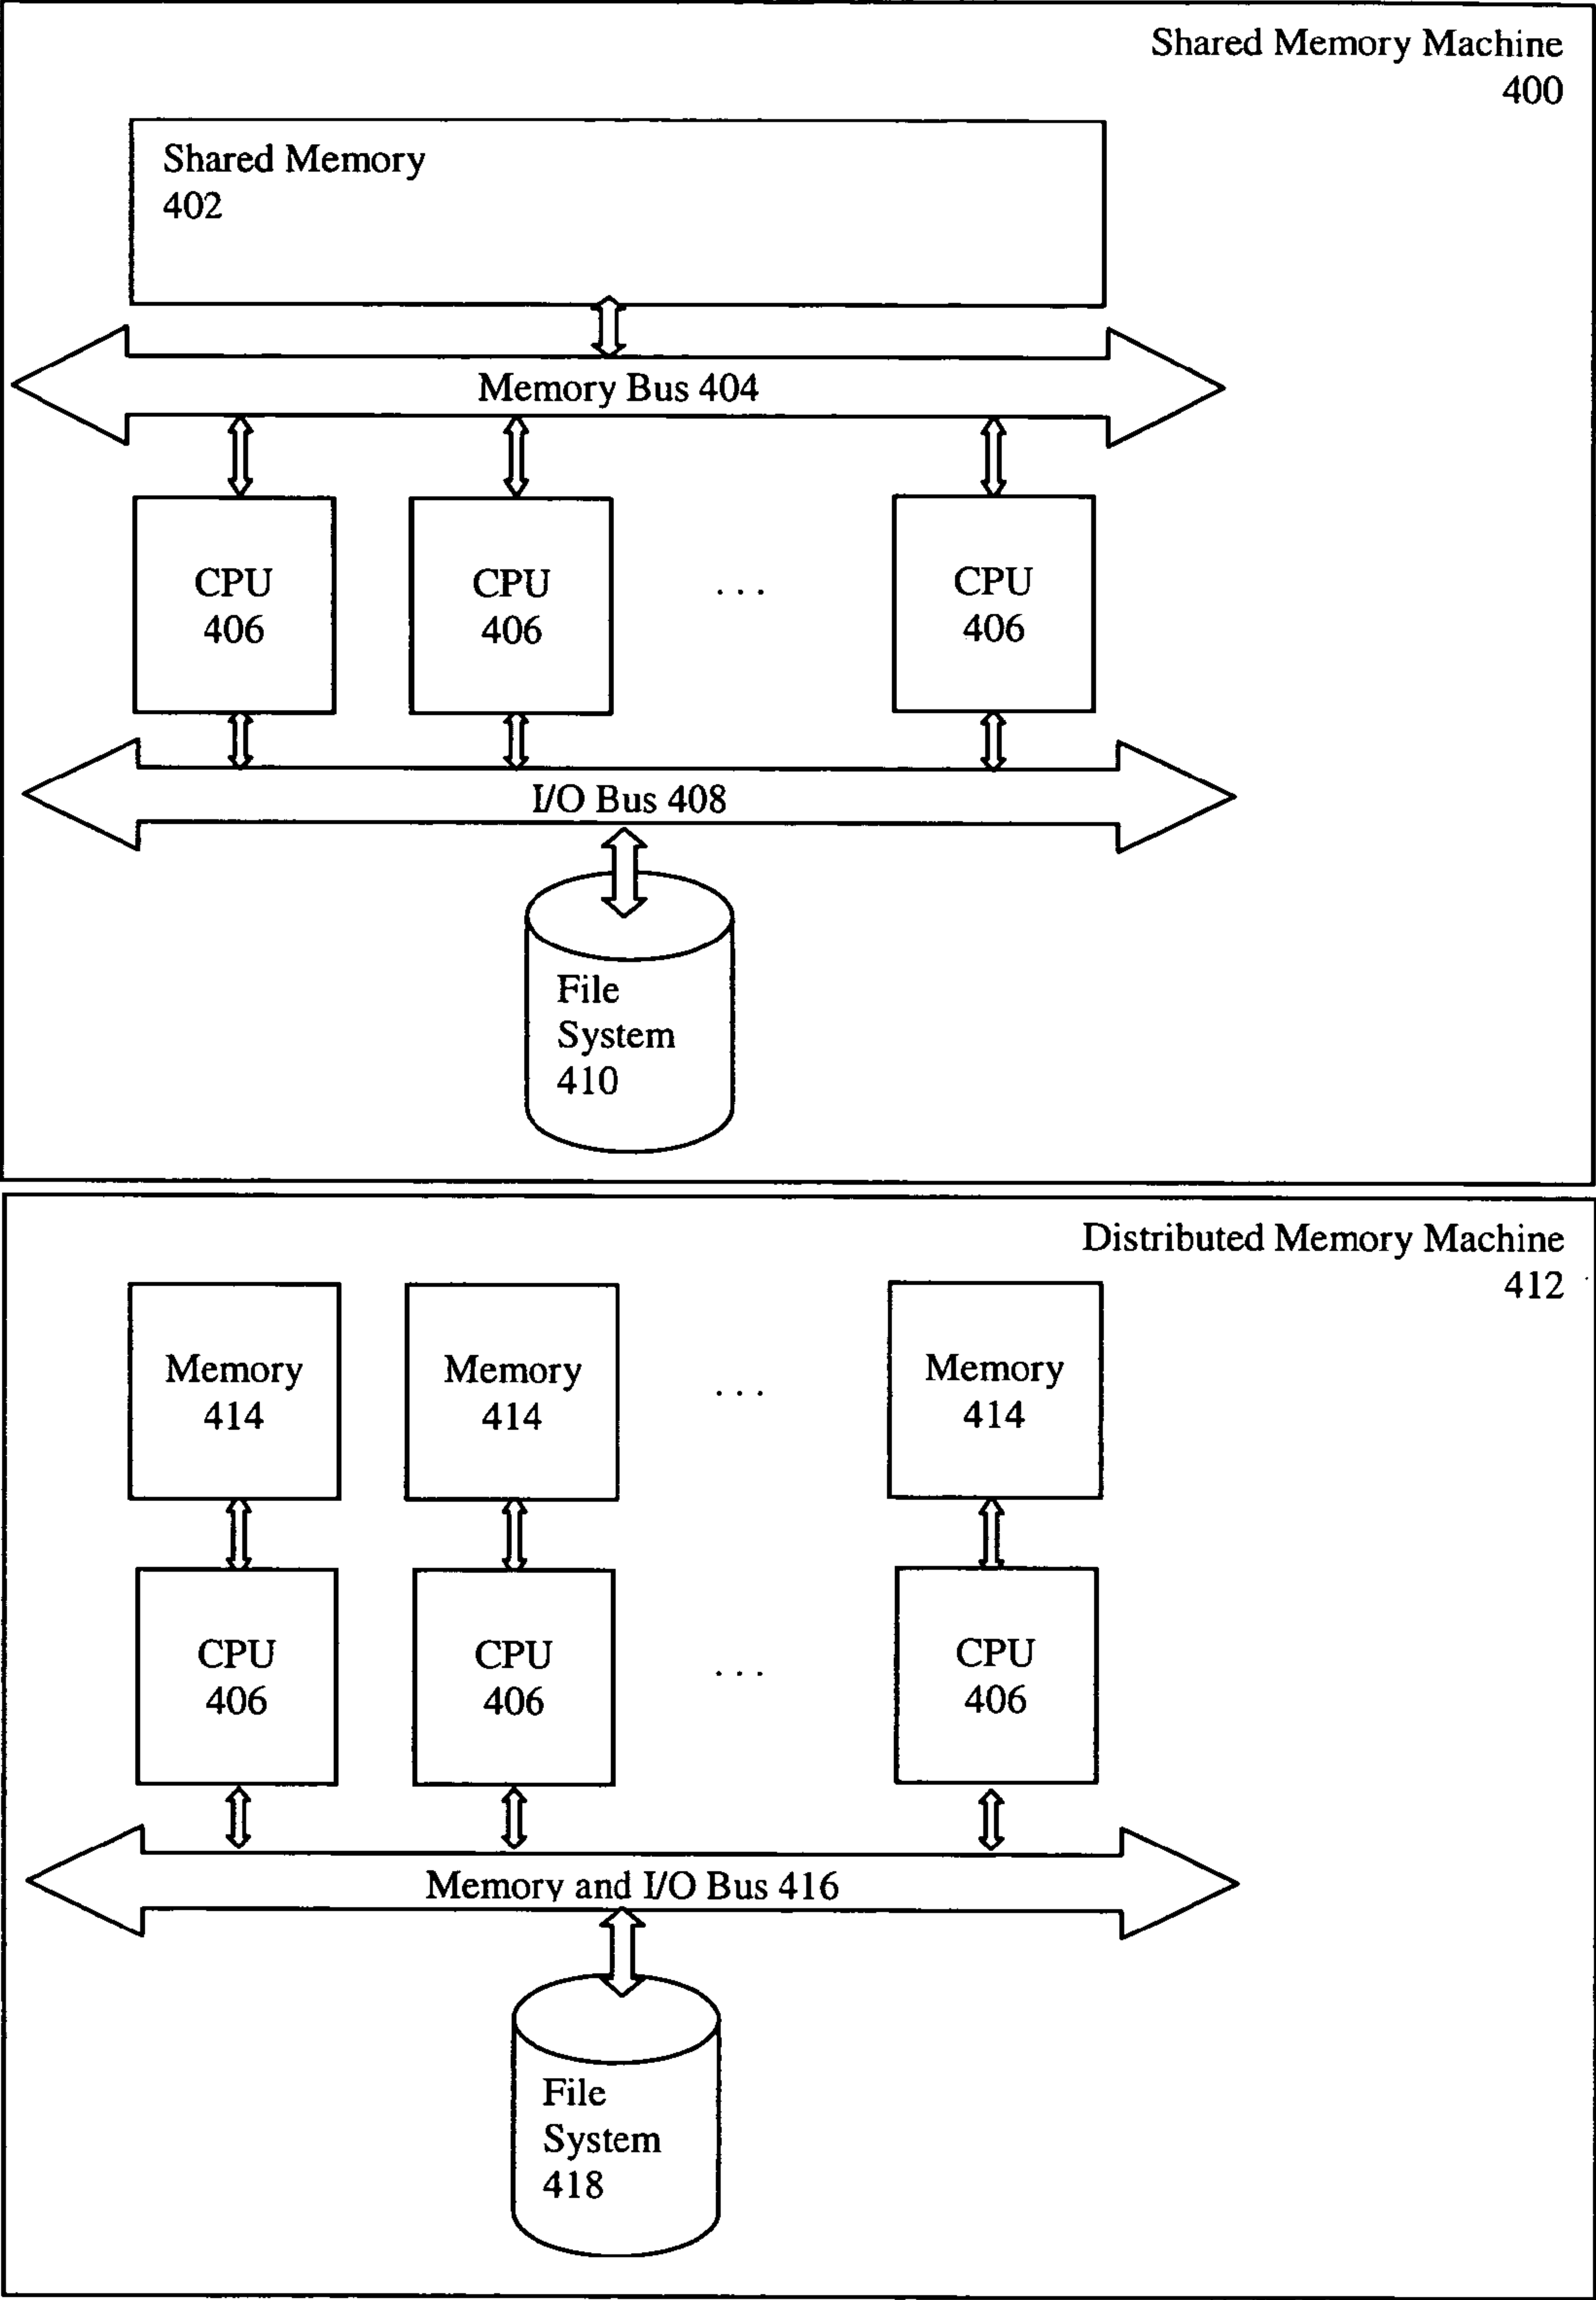 Shared Memory Machine
400
Shared Memory
402
Memory Bus 404
CPU
406
CPU
406
. . .
CPU
406
I/O Bus 408
File
System
410
Distributed Memory Machine
412
Memory
414
Memory
414
. . .
Memory
414
CPU
406
CPU
406
. . .
CPU
406
Memory and I/O Bus 416
File
System
418